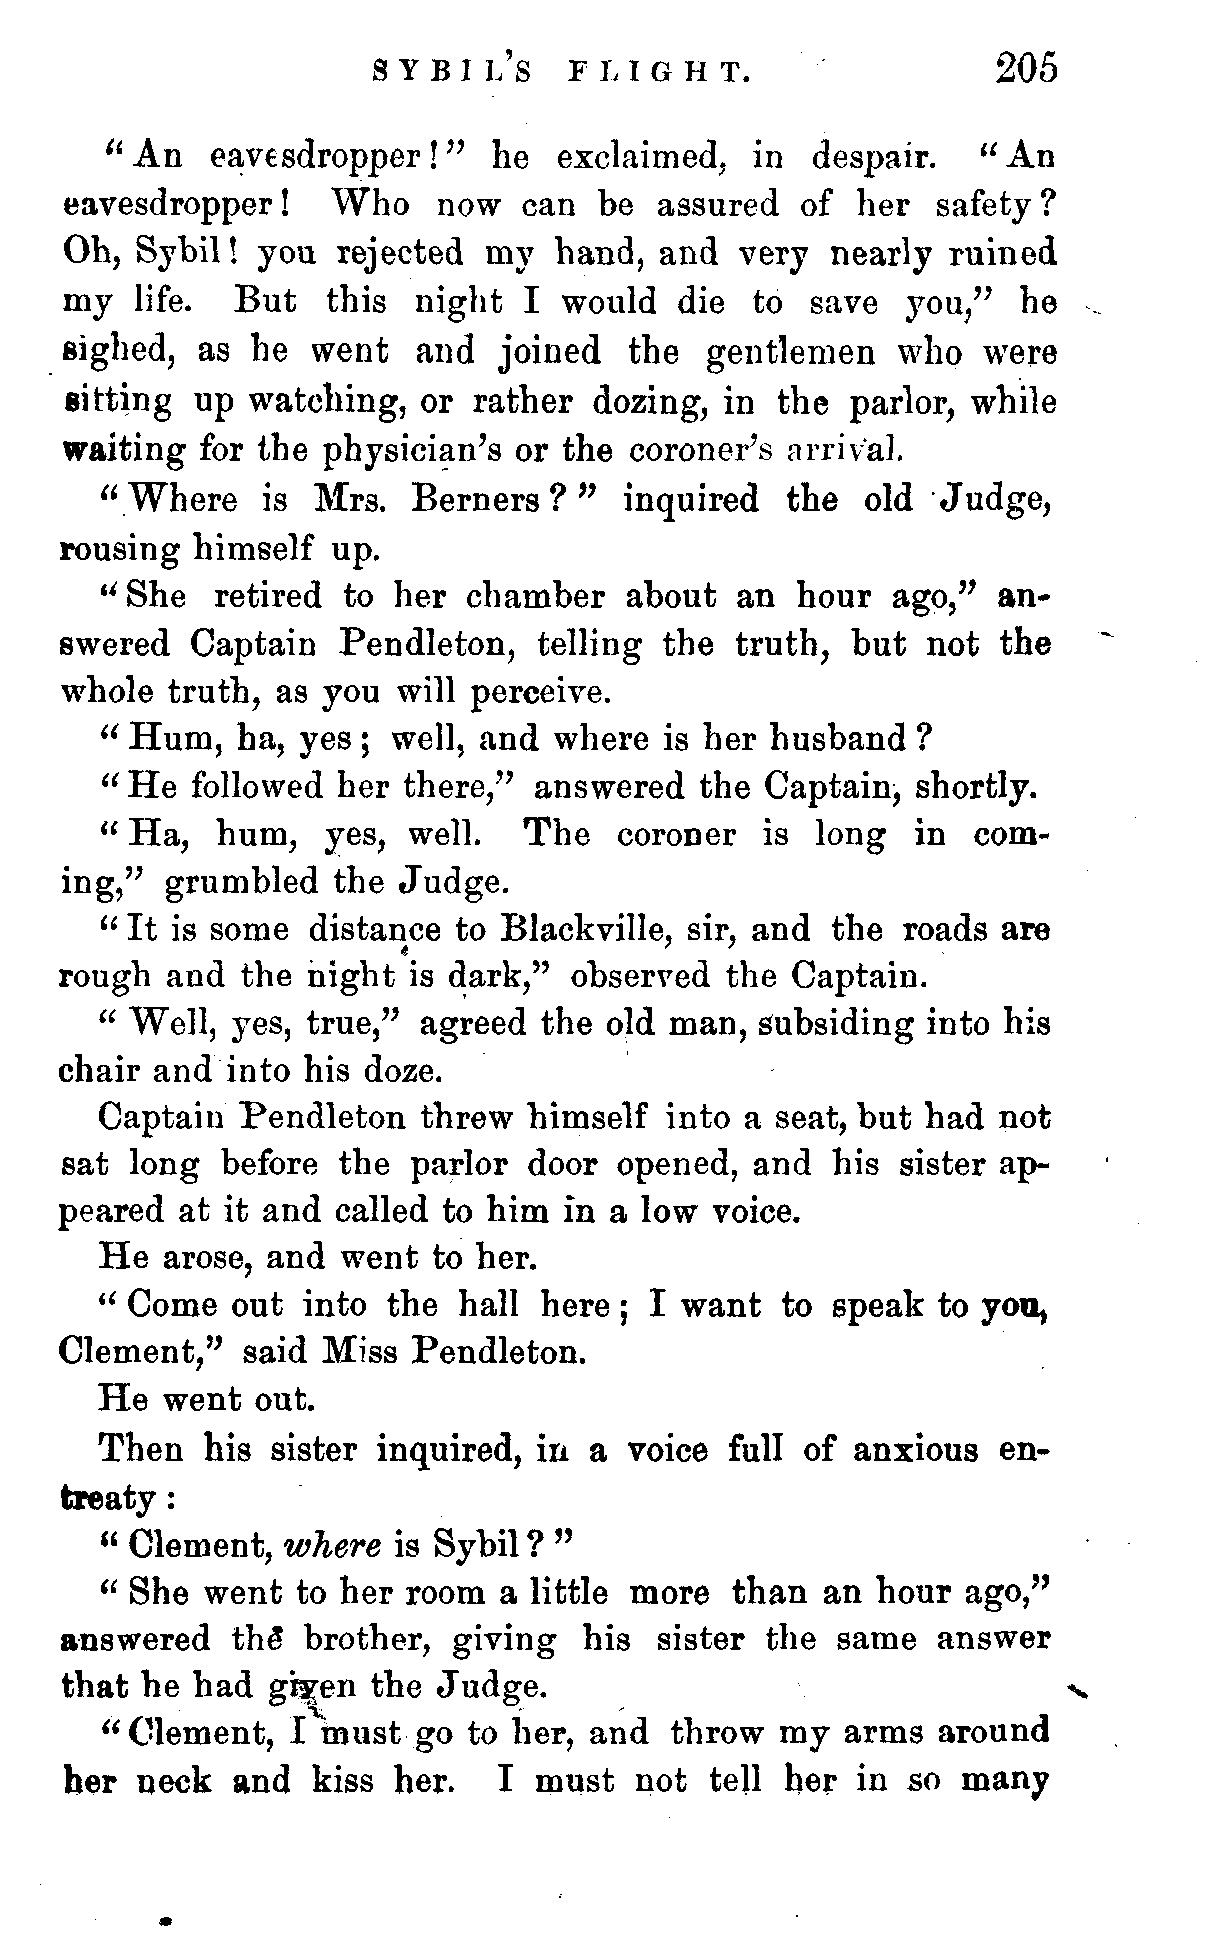 SYBIL'S FLIGHT. 205
"An eavesdropper!" he exclaimed, in despair. "An
eavesdropper! Who now can be assured of her safety?
Oh, Sybil! you rejected my hand, and very nearly ruined
my life. But this night I would die to save you," he
sighed, as he went and joined the gentlemen who were
sitting up watching, or rather dozing, in the parlor, while
waiting for the physician's or the coroner's arrival.
"Where is Mrs. Berners?" inquired the old Judge,
rousing himself up.
"She retired to her chamber about an hour ago," an-
swered Captain Pendleton, telling the truth, but not the
whole truth, as you will perceive.
"Hum, ha, yes; well, and where is her husband?
"He followed her there," answered the Captain, shortly.
"Ha, hum, yes, well. The coroner is long in com-
ing," grumbled the Judge.
"It is some distance to Blackville, sir, and the roads are
rough and the night is dark," observed the Captain.
"Well, yes, true," agreed the old man, subsiding into his
chair and into his doze.
Captain Pendleton threw himself into a seat, but had not
sat long before the parlor door opened, and his sister ap-
peared at it and called to him in a low voice.
He arose, and went to her.
"Come out into the hall here; I want to speak to you,
Clement," said Miss Pendleton.
He went out.
Then his sister inquired, in a voice full of anxious en-
treaty:
"Clement, where is Sybil?"
"She went to her room a little more than an hour ago,"
answered the brother, giving his sister the same answer
that he had given the Judge.
"Clement, I must go to her, and throw my arms around
her neck and kiss her. I must not tell her in so many